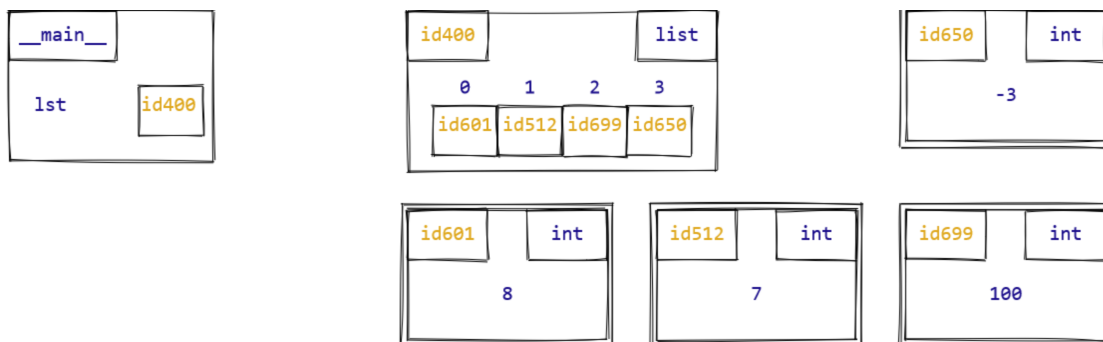 __main__
lst id400
id400 list
0 1 2 3
id601 id512 id699 id650
id650 int
-3
id601 int
8
id512 int
7
id699 int
100